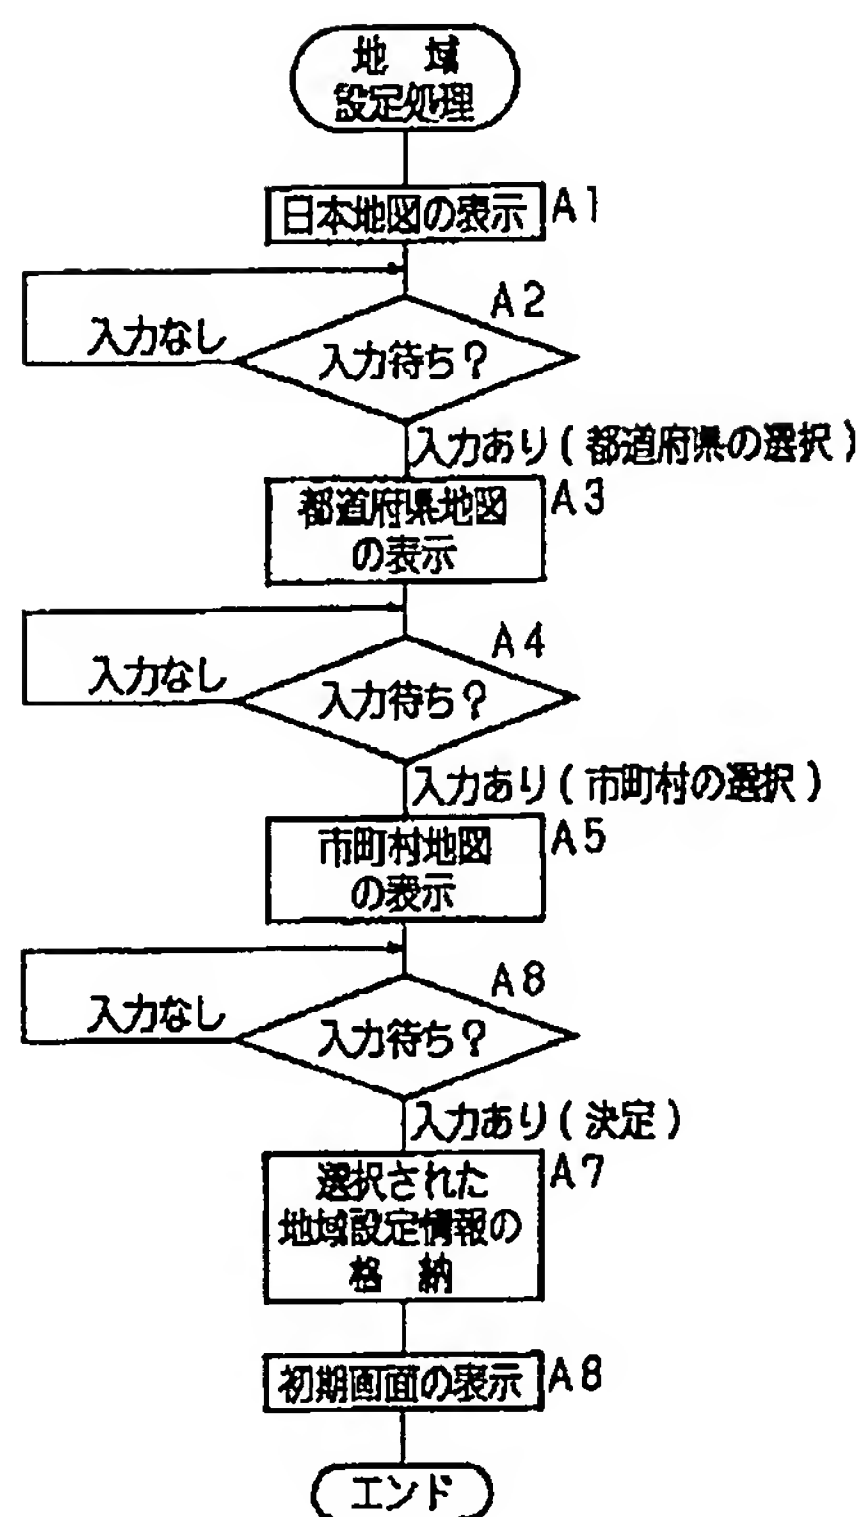 地 域
設定処理
日本地図の表示 A1
A2
入力なし
入力待ち?
入力あり(都道府県の選択)
都道府県地図 A3
の表示
A4
入力なし
入力待ち?
入力あり(市町村の選択)
市町村地図 A5
の表示
A8
入力なし
入力待ち?
入力あり(決定)
選択された A7
地域設定情報の
格 納
初期画面の表示 A8
エンド